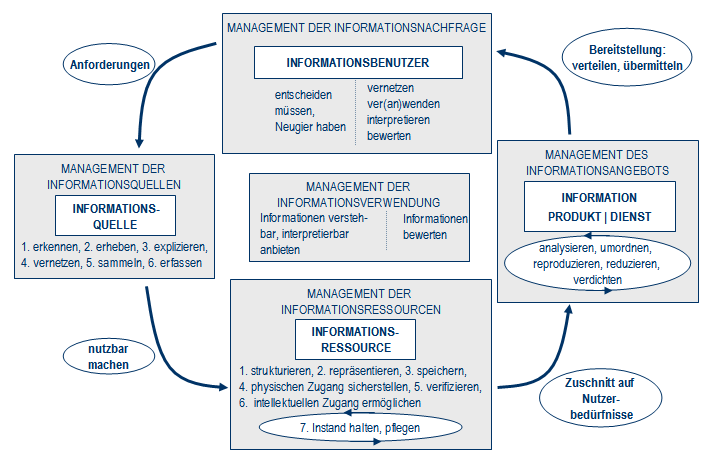 MANAGEMENT DER INFORMATIONSNACHFRAGE
INFORMATIONSBENUTZER
entscheiden
müssen,
Neugier haben
vernetzen
ver(an)wenden
interpretieren
bewerten
Anforderungen
Bereitstellung:
verteilen, übermitteln
MANAGEMENT DER
INFORMATIONSQUELLEN
INFORMATIONS-
QUELLE
1. erkennen, 2. erheben, 3. explizieren,
4. vernetzen, 5. sammeln, 6. erfassen
MANAGEMENT DER
INFORMATIONSVERWENDUNG
Informationen versteh-
bar, interpretierbar
anbieten
Informationen
bewerten
MANAGEMENT DES
INFORMATIONSANGEBOTS
INFORMATION
PRODUKT | DIENST
analysieren, umordnen,
reproduzieren, reduzieren,
verdichten
nutzbar
machen
MANAGEMENT DER
INFORMATIONSRESSOURCEN
INFORMATIONS-
RESSOURCE
1. strukturieren, 2. repräsentieren, 3. speichern,
4. physischen Zugang sicherstellen, 5. verifizieren,
6. intellektuellen Zugang ermöglichen
7. Instand halten, pflegen
Zuschnitt auf
Nutzer-
bedürfnisse